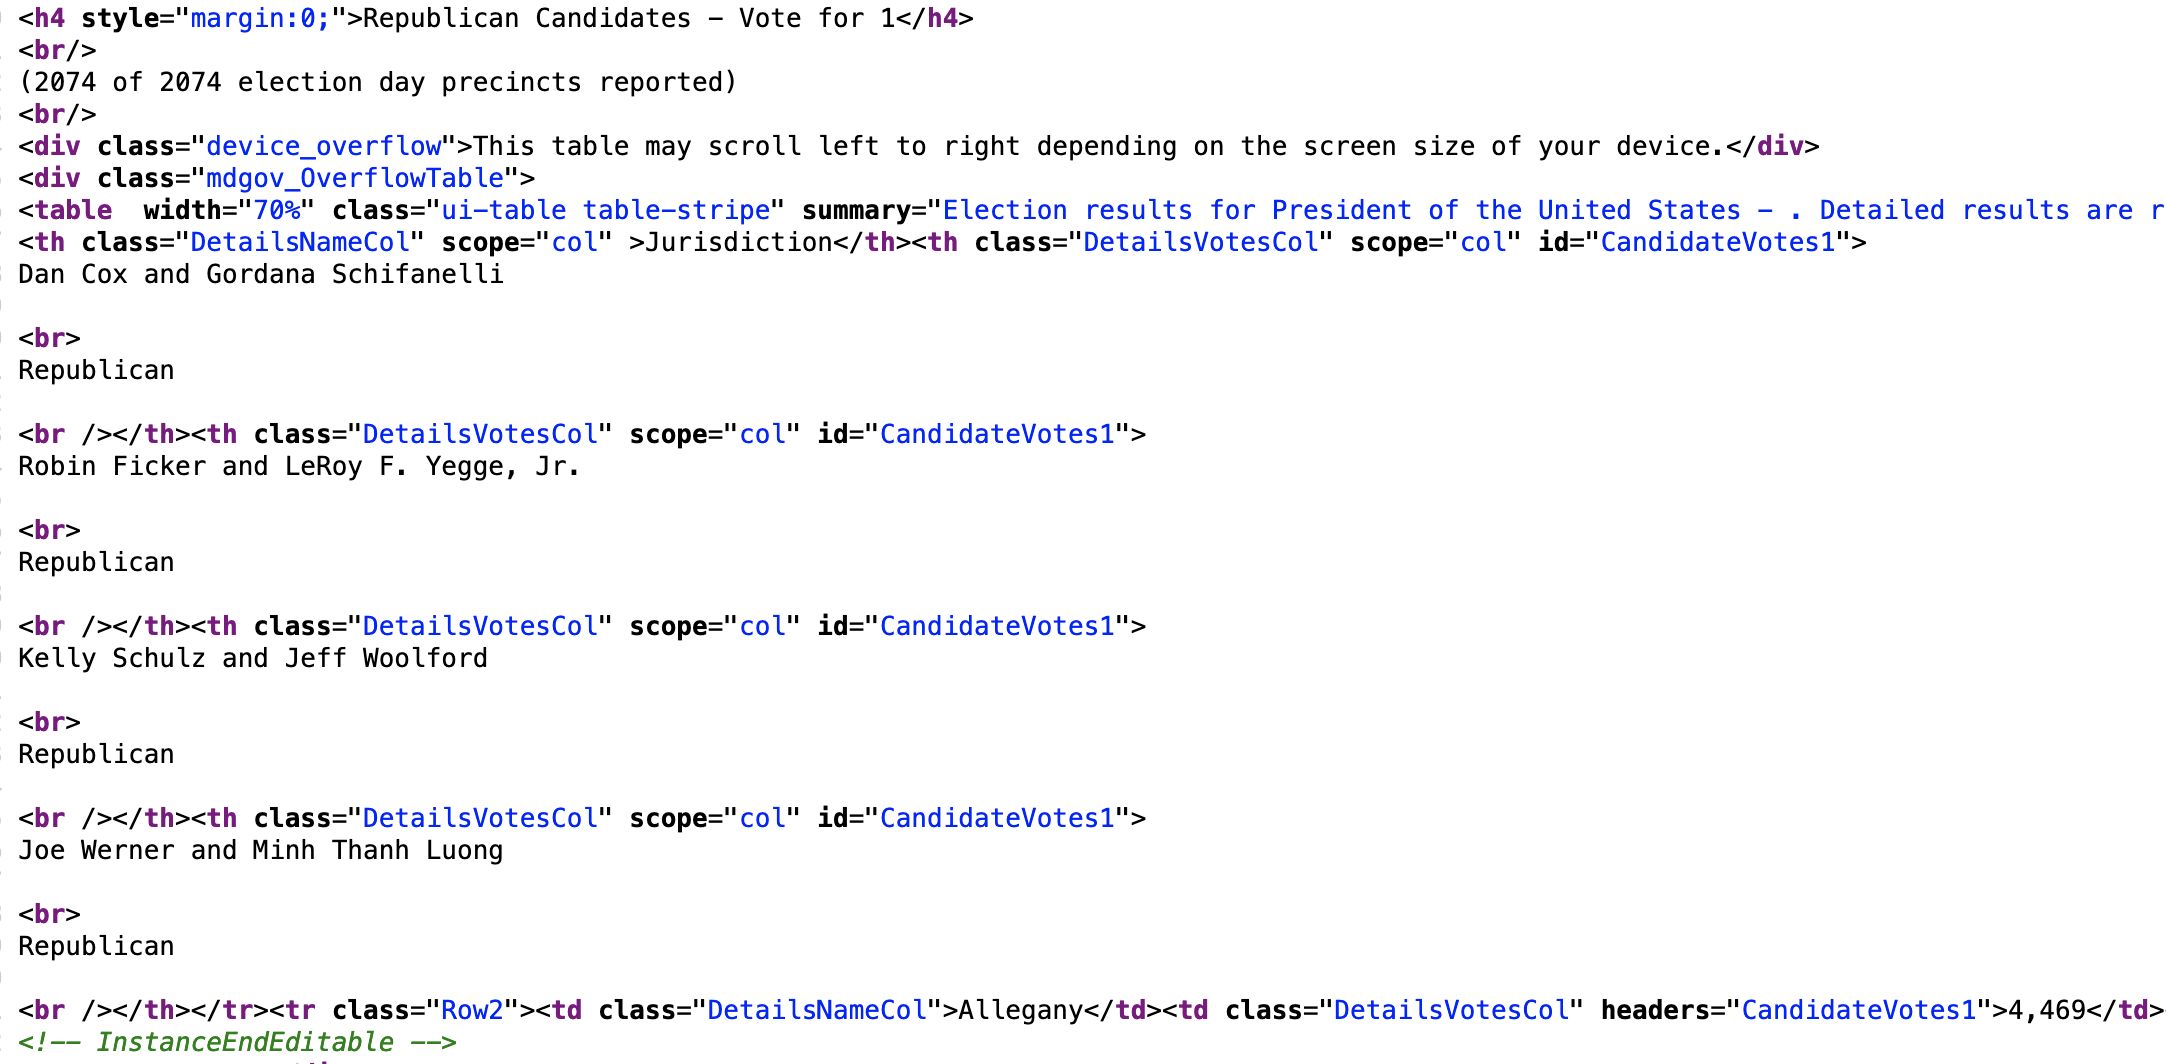 <h4 style="margin:0;">Republican Candidates – Vote for 1</h4>
<br/>
(2074 of 2074 election day precincts reported)
<br/>
<div class="device_overflow">This table may scroll left to right depending on the screen size of your device.</div>
<div class="mdgov_OverflowTable">
<table  width="70%" class="ui-table table-stripe" summary="Election results for President of the United States – . Detailed results are r
<th class="DetailsNameCol" scope="col" >Jurisdiction</th><th class="DetailsVotesCol" scope="col" id="CandidateVotes1">
Dan Cox and Gordana Schifanelli
<br>
Republican
<br /></th><th class="DetailsVotesCol" scope="col" id="CandidateVotes1">
Robin Ficker and LeRoy F. Yegge, Jr.
<br>
Republican
<br /></th><th class="DetailsVotesCol" scope="col" id="CandidateVotes1">
Kelly Schulz and Jeff Woolford
<br>
Republican
<br /></th><th class="DetailsVotesCol" scope="col" id="CandidateVotes1">
Joe Werner and Minh Thanh Luong
<br>
Republican
<br /></th></tr><tr class="Row2"><td class="DetailsNameCol">Allegany</td><td class="DetailsVotesCol" headers="CandidateVotes1">4,469</td>
<!-- InstanceEndEditable -->